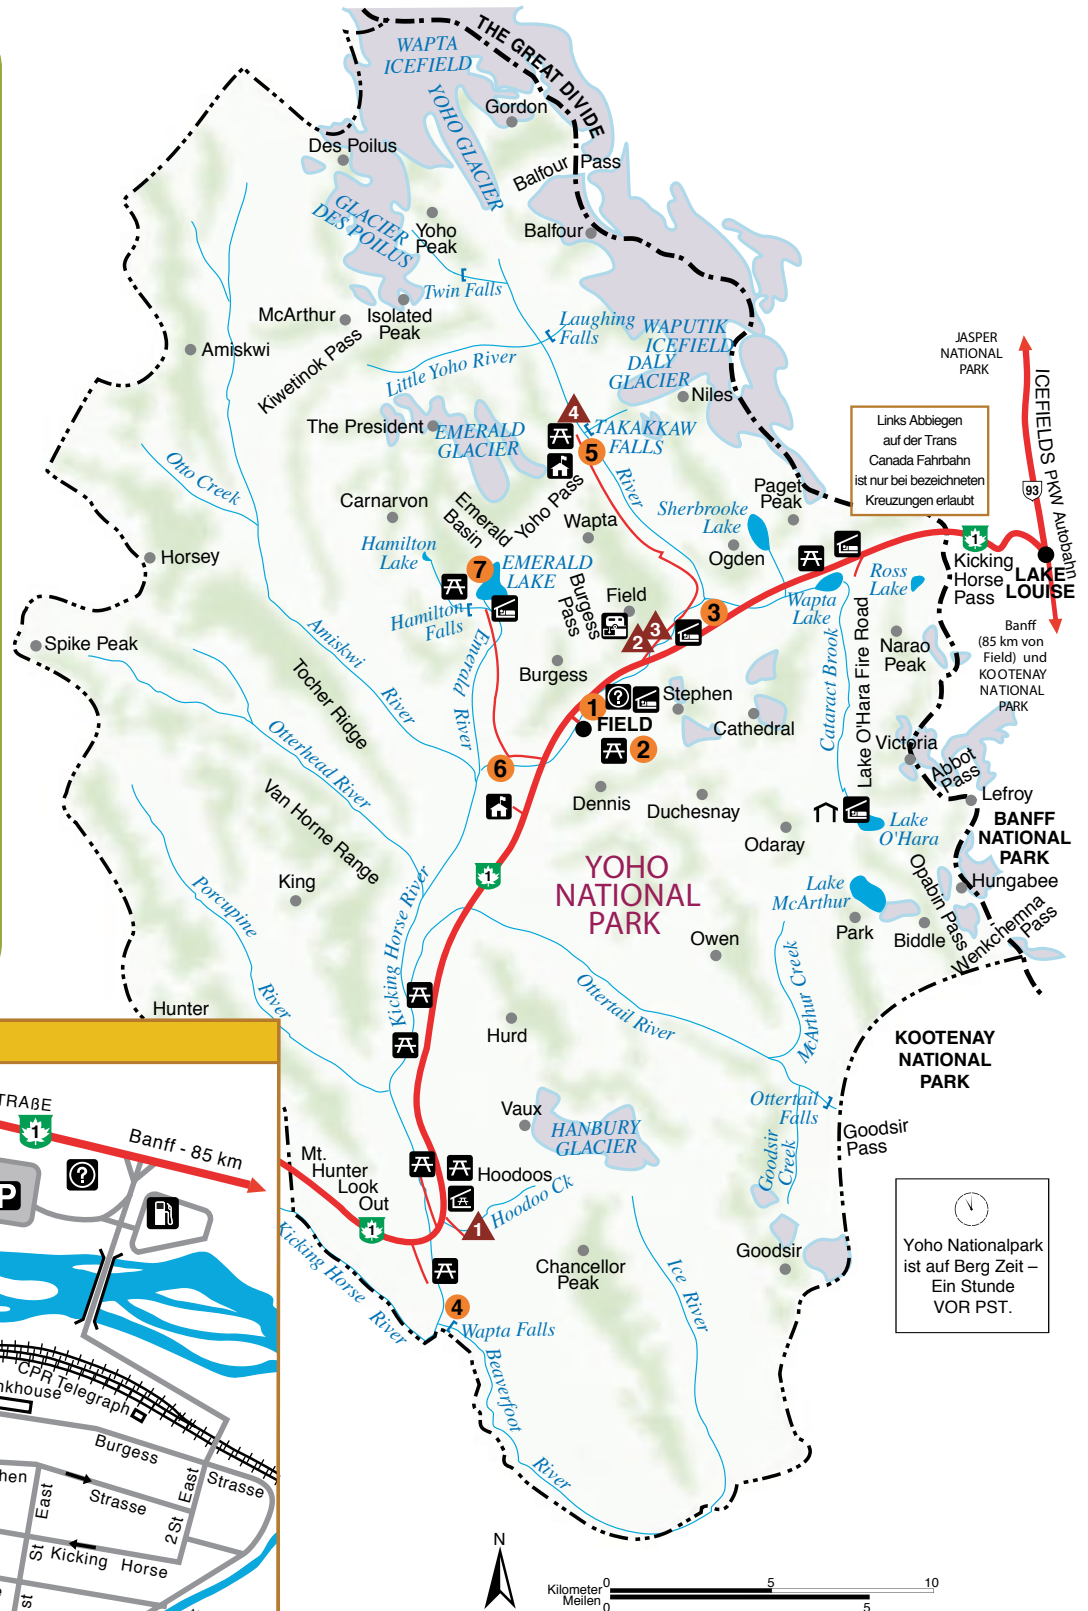 WAPTA
ICEFIELD
THE GREAT DIVIDE
YOHO GLACIER
Gordon
Des Poilus
Balfour Pass
GLACIER
DES POILUS
Yoho
Peak
Balfour
Twin Falls
McArthur
Isolated
Peak
Laughing
Falls
WAPUTIK
ICEFIELD
JASPER
NATIONAL
PARK
Amiskwi
Kiwetinok Pass
Little Yoho River
DALY
GLACIER
Niles
ICEFIELDS PKW Autobahn
93
The President
EMERALD
GLACIER
4
TAKAKKAW
FALLS
5
Links Abbiegen
auf der Trans
Canada Fahrbahn
ist nur bei bezeichneten
Kreuzungen erlaubt
Otto Creek
Carnarvon
Emerald
Basin
Yoho Pass
River
Paget
Peak
Sherbrooke
Lake
Wapta
Ogden
1
Kicking
Horse
Pass
LAKE
LOUISE
Hamilton
Lake
7
EMERALD
LAKE
Horsey
Ross
Lake
Wapta
Lake
Burgess
Pass
Field
3
2
3
Hamilton
Falls
Banff
(85 km von
Field) und
KOOTENAY
NATIONAL
PARK
Spike Peak
Amiskwi
River
Emerald
River
Narao
Peak
Burgess
Tocher Ridge
Cataract Brook
Lake O'Hara Fire Road
Stephen
1
FIELD
2
Cathedral
Victoria
Abbot
Pass
Otterhead River
6
Dennis
Duchesnay
Lefroy
Van Horne Range
Lake
O'Hara
BANFF
NATIONAL
PARK
Odaray
YOHO
NATIONAL
PARK
1
King
Lake
McArthur
Opabin Pass
Hungabee
Porcupine
River
Kicking Horse River
Park
Biddle
Wenkchemna
Pass
Owen
Ottertail River
McArthur Creek
Hunter
Hurd
KOOTENAY
NATIONAL
PARK
Vaux
HANBURY
GLACIER
Ottertail
Falls
Goodsir
Pass
Goodsir
Creek
TRAßE
1
Banff - 85 km
?
P
Mt.
Hunter
Look
Out
Hoodoos
Hoodoo Ck
1
1
Kicking Horse River
Chancellor
Peak
Ice River
Goodsir
Yoho Nationalpark
ist auf Berg Zeit –
Ein Stunde
VOR PST.
4
Wapta Falls
Beaverfoot
River
CPR Telegraph
nkhouse
Burgess
Strasse
hen
Strasse
East
St
2 St East
Kicking Horse
st
N
Kilometer
0 5 10
Meilen
0 5